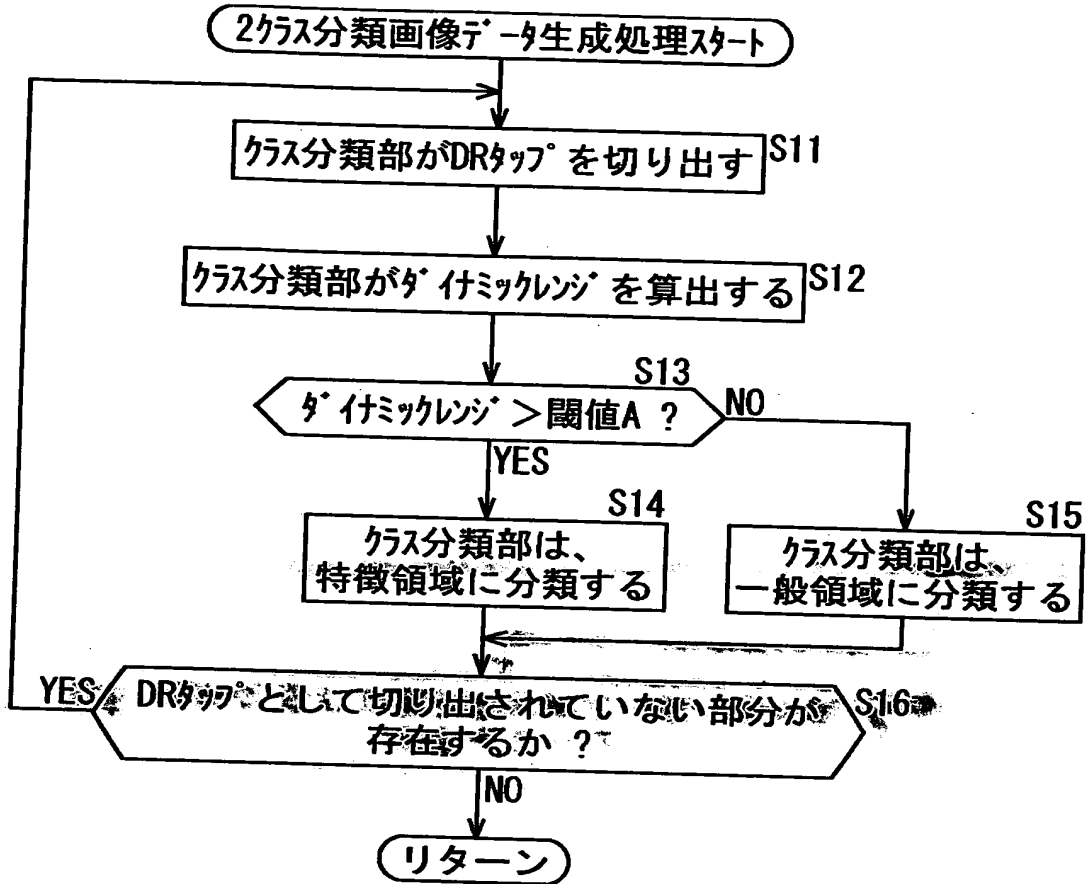 2ｸﾗｽ分類画像ﾃﾞｰﾀ生成処理ｽﾀｰﾄ
ｸﾗｽ分類部がDRﾀｯﾌﾟを切り出す
S11
ｸﾗｽ分類部がﾀﾞｲﾅﾐｯｸﾚﾝｼﾞを算出する
S12
S13
ﾀﾞｲﾅﾐｯｸﾚﾝｼﾞ＞閾値A ？
NO
YES
S14
ｸﾗｽ分類部は、
特徴領域に分類する
S15
ｸﾗｽ分類部は、
一般領域に分類する
YES
DRﾀｯﾌﾟとして切り出されていない部分が
存在するか ？
S16
NO
リターン